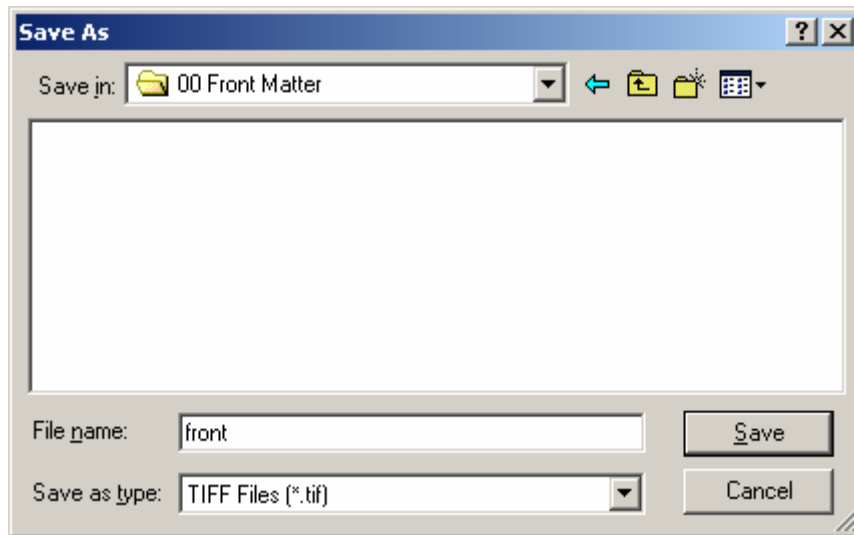 Save As
Save in: 00 Front Matter
File name: front Save
Save as type: TIFF Files (*.tif) Cancel